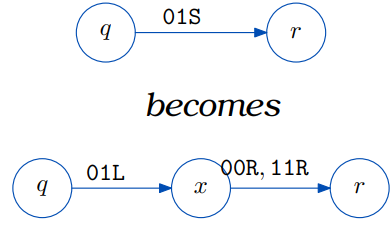 01S
q r
becomes
01L 00R, 11R
q x r